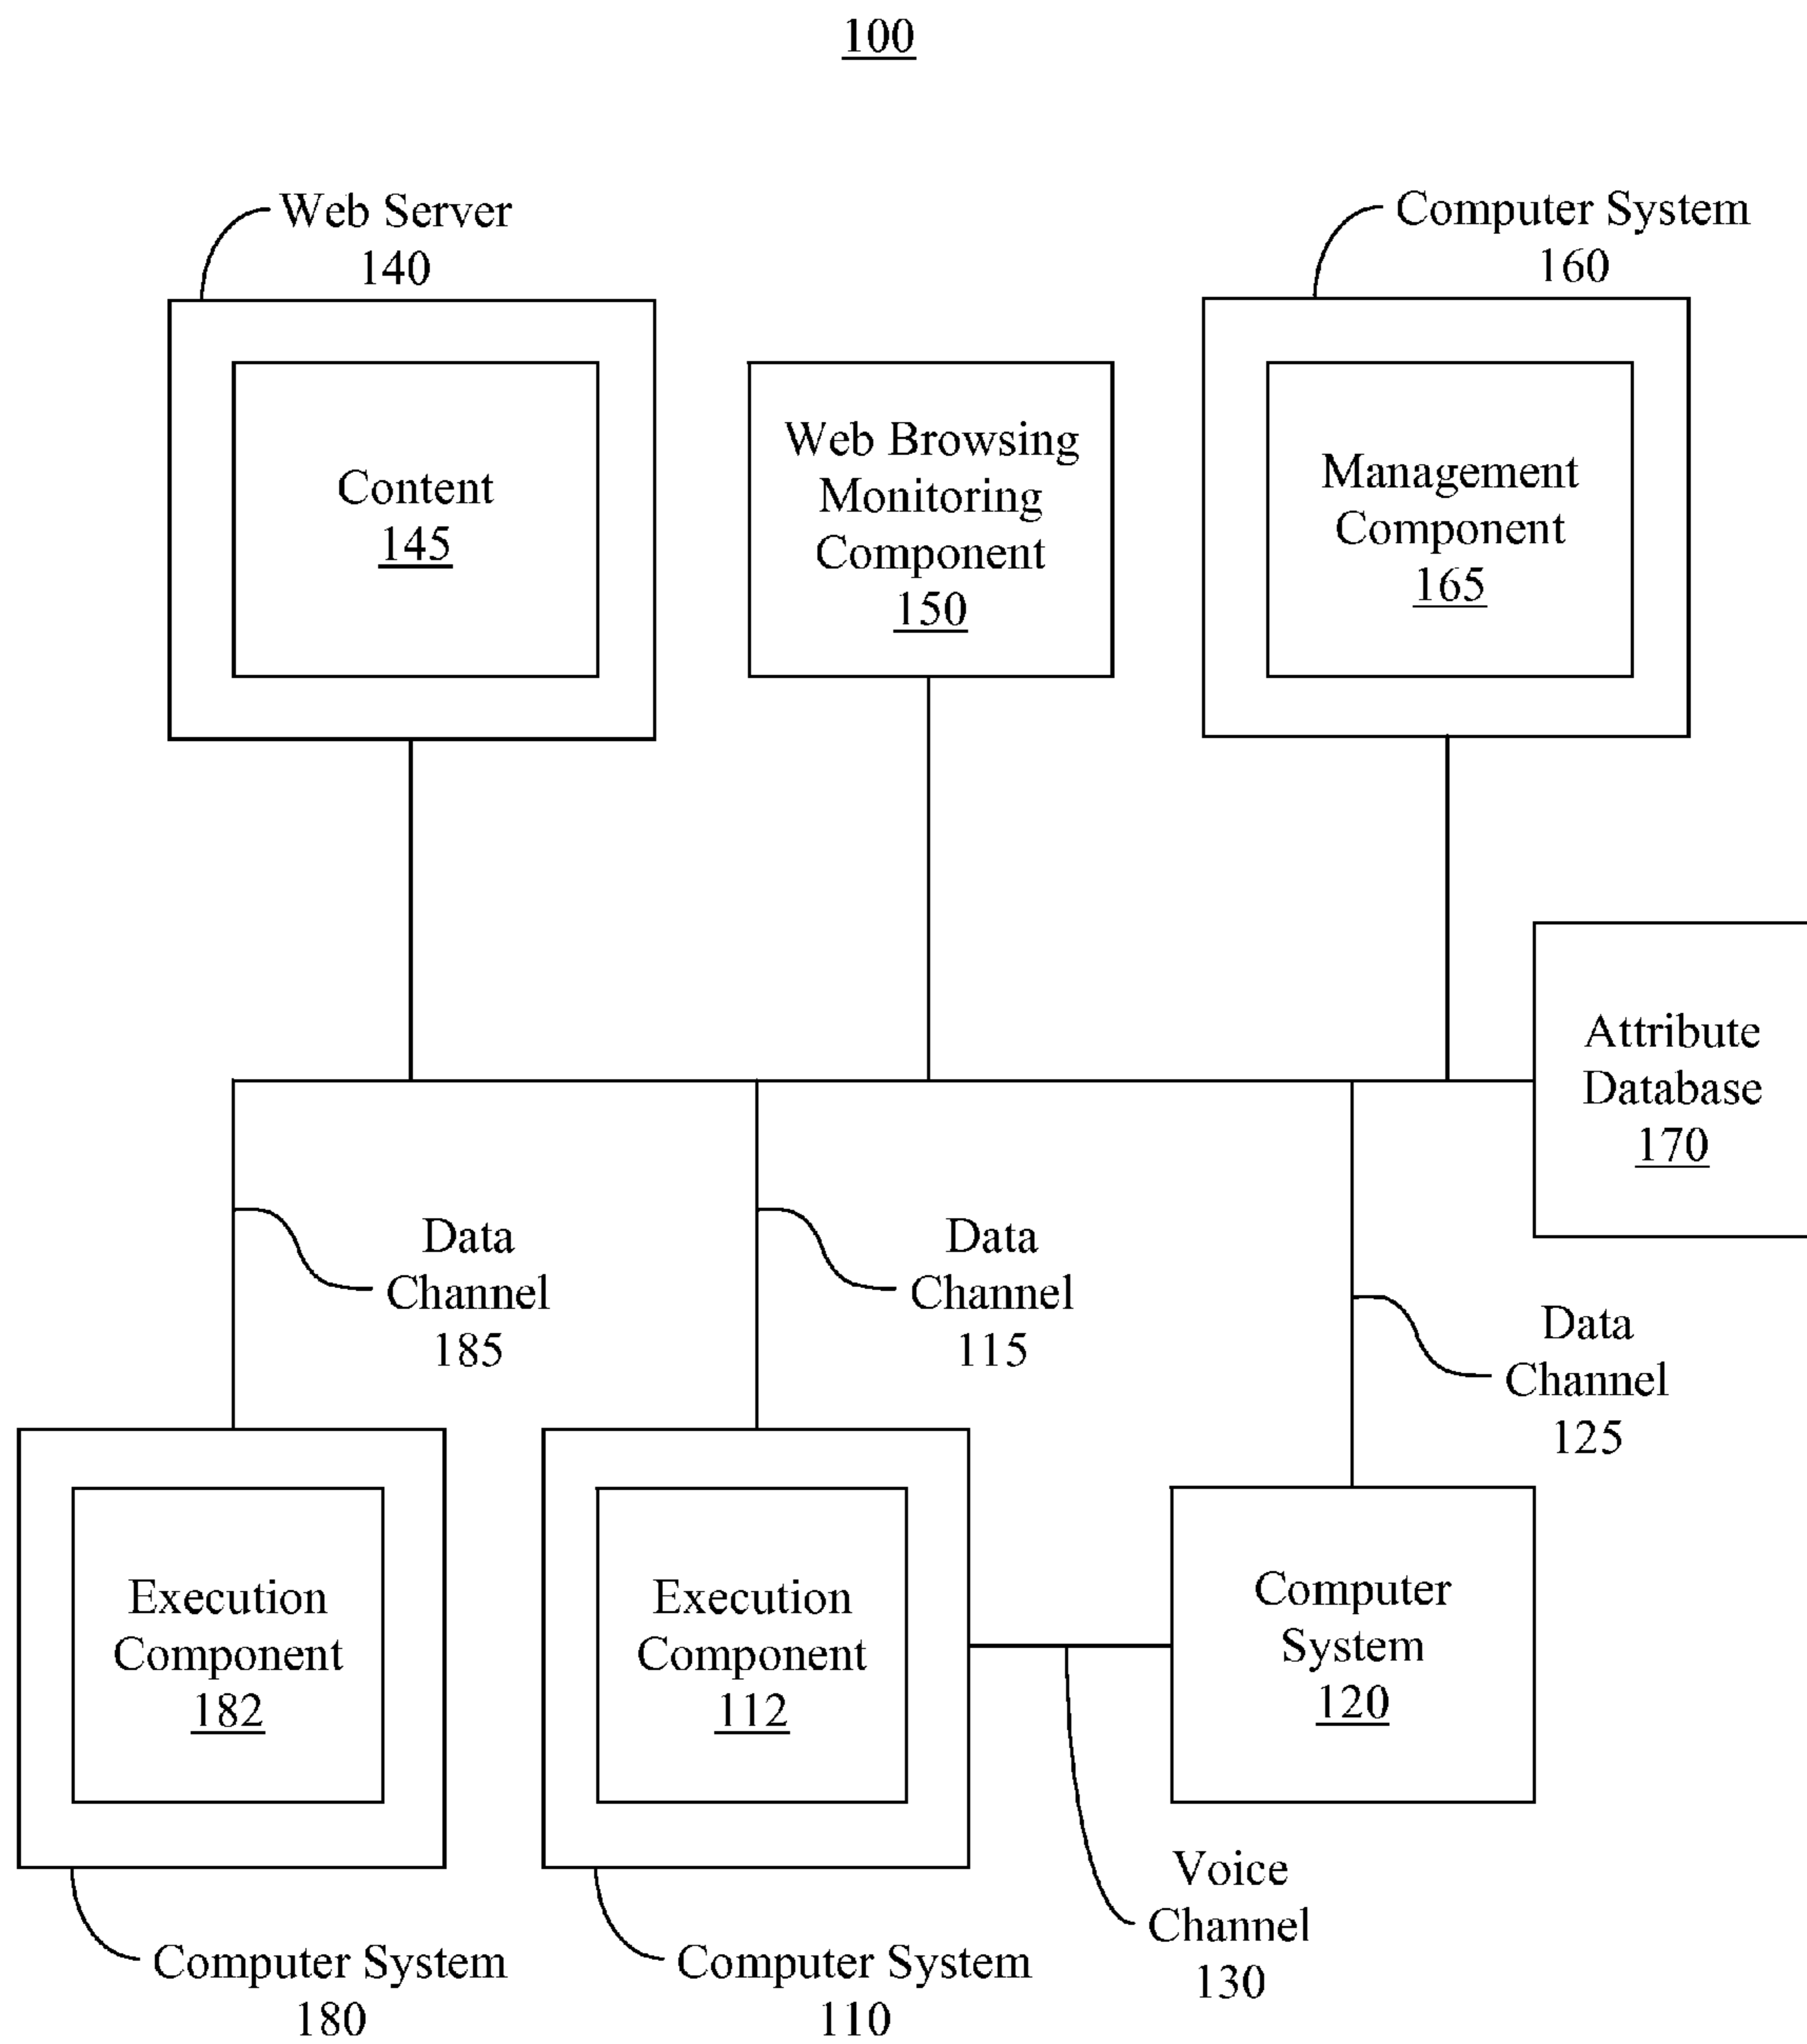 100
Web Server
140
Computer System
160
Content
145
Web Browsing
Monitoring
Component
150
Management
Component
165
Attribute
Database
170
Data
Channel
185
Data
Channel
115
Data
Channel
125
Execution
Component
182
Execution
Component
112
Computer
System
120
Voice
Channel
130
Computer System
180
Computer System
110